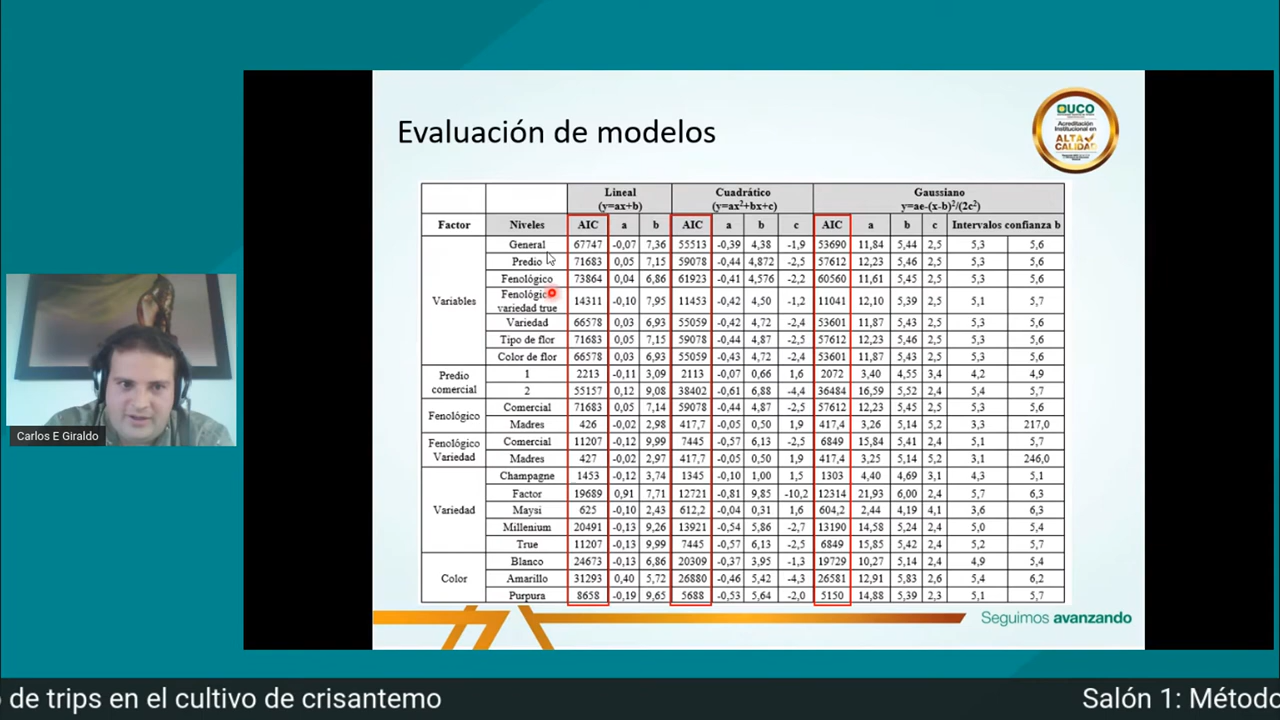 Evaluación de modelos
UCO
Acreditación
Institucional en
ALTA
CALIDAD
Lineal Cuadrático Gaussiano
(y=ax+b) (y=ax²+bx+c) y=ae-(x-b)²/(2c²)
Factor Niveles AIC a b AIC a b c AIC a b c Intervalos confianza b
Variables
General 67747 -0,07 7,36 55513 -0,39 4,38 -1,9 53690 11,84 5,44 2,5 5,3 5,6
Predio 71683 0,05 7,15 59078 -0,44 4,872 -2,5 57612 12,23 5,46 2,5 5,3 5,6
Fenológico 73864 0,04 6,86 61923 -0,41 4,576 -2,2 60560 11,61 5,45 2,5 5,3 5,6
Fenológico
variedad true 14311 -0,10 7,95 11453 -0,42 4,50 -1,2 11041 12,10 5,39 2,5 5,1 5,7
Variedad 66578 0,03 6,93 55059 -0,42 4,72 -2,4 53601 11,87 5,43 2,5 5,3 5,6
Tipo de flor 71683 0,05 7,15 59078 -0,44 4,87 -2,5 57612 12,23 5,46 2,5 5,3 5,6
Color de flor 66578 0,03 6,93 55059 -0,43 4,72 -2,4 53601 11,87 5,43 2,5 5,3 5,6
Predio
comercial
1 2213 -0,11 3,09 2113 -0,07 0,66 1,6 2072 3,40 4,55 3,4 4,2 4,9
2 55157 0,12 9,08 38402 -0,61 6,88 -4,4 36484 16,59 5,52 2,4 5,4 5,7
Fenológico
Comercial 71683 0,05 7,14 59078 -0,44 4,87 -2,5 57612 12,23 5,45 2,5 5,3 5,6
Madres 426 -0,02 2,98 417,7 -0,05 0,50 1,9 417,4 3,26 5,14 5,2 3,3 217,0
Fenológico
Variedad
Comercial 11207 -0,12 9,99 7445 -0,57 6,13 -2,5 6849 15,84 5,41 2,4 5,1 5,7
Madres 427 -0,02 2,97 417,7 -0,05 0,50 1,9 417,4 3,25 5,14 5,2 3,1 246,0
Variedad
Champagne 1453 -0,12 3,74 1345 -0,10 1,00 1,5 1303 4,40 4,69 3,1 4,3 5,1
Factor 19689 0,91 7,71 12721 -0,81 9,85 -10,2 12314 21,93 6,00 2,4 5,7 6,3
Maysi 625 -0,10 2,43 612,2 -0,04 0,31 1,6 604,2 2,44 4,19 4,1 3,6 6,3
Millenium 20491 -0,13 9,26 13921 -0,54 5,86 -2,7 13190 14,58 5,24 2,4 5,0 5,4
True 11207 -0,13 9,99 7445 -0,57 6,13 -2,5 6849 15,85 5,42 2,4 5,2 5,7
Color
Blanco 24673 -0,13 6,86 20309 -0,37 3,95 -1,3 19729 10,27 5,14 2,4 4,9 5,4
Amarillo 31293 0,40 5,72 26880 -0,46 5,42 -4,3 26581 12,91 5,83 2,6 5,4 6,2
Purpura 8658 -0,19 9,65 5688 -0,53 5,64 -2,0 5150 14,88 5,39 2,3 5,1 5,7
Seguimos avanzando
Carlos E Giraldo
de trips en el cultivo de crisantemo
Salón 1: Método